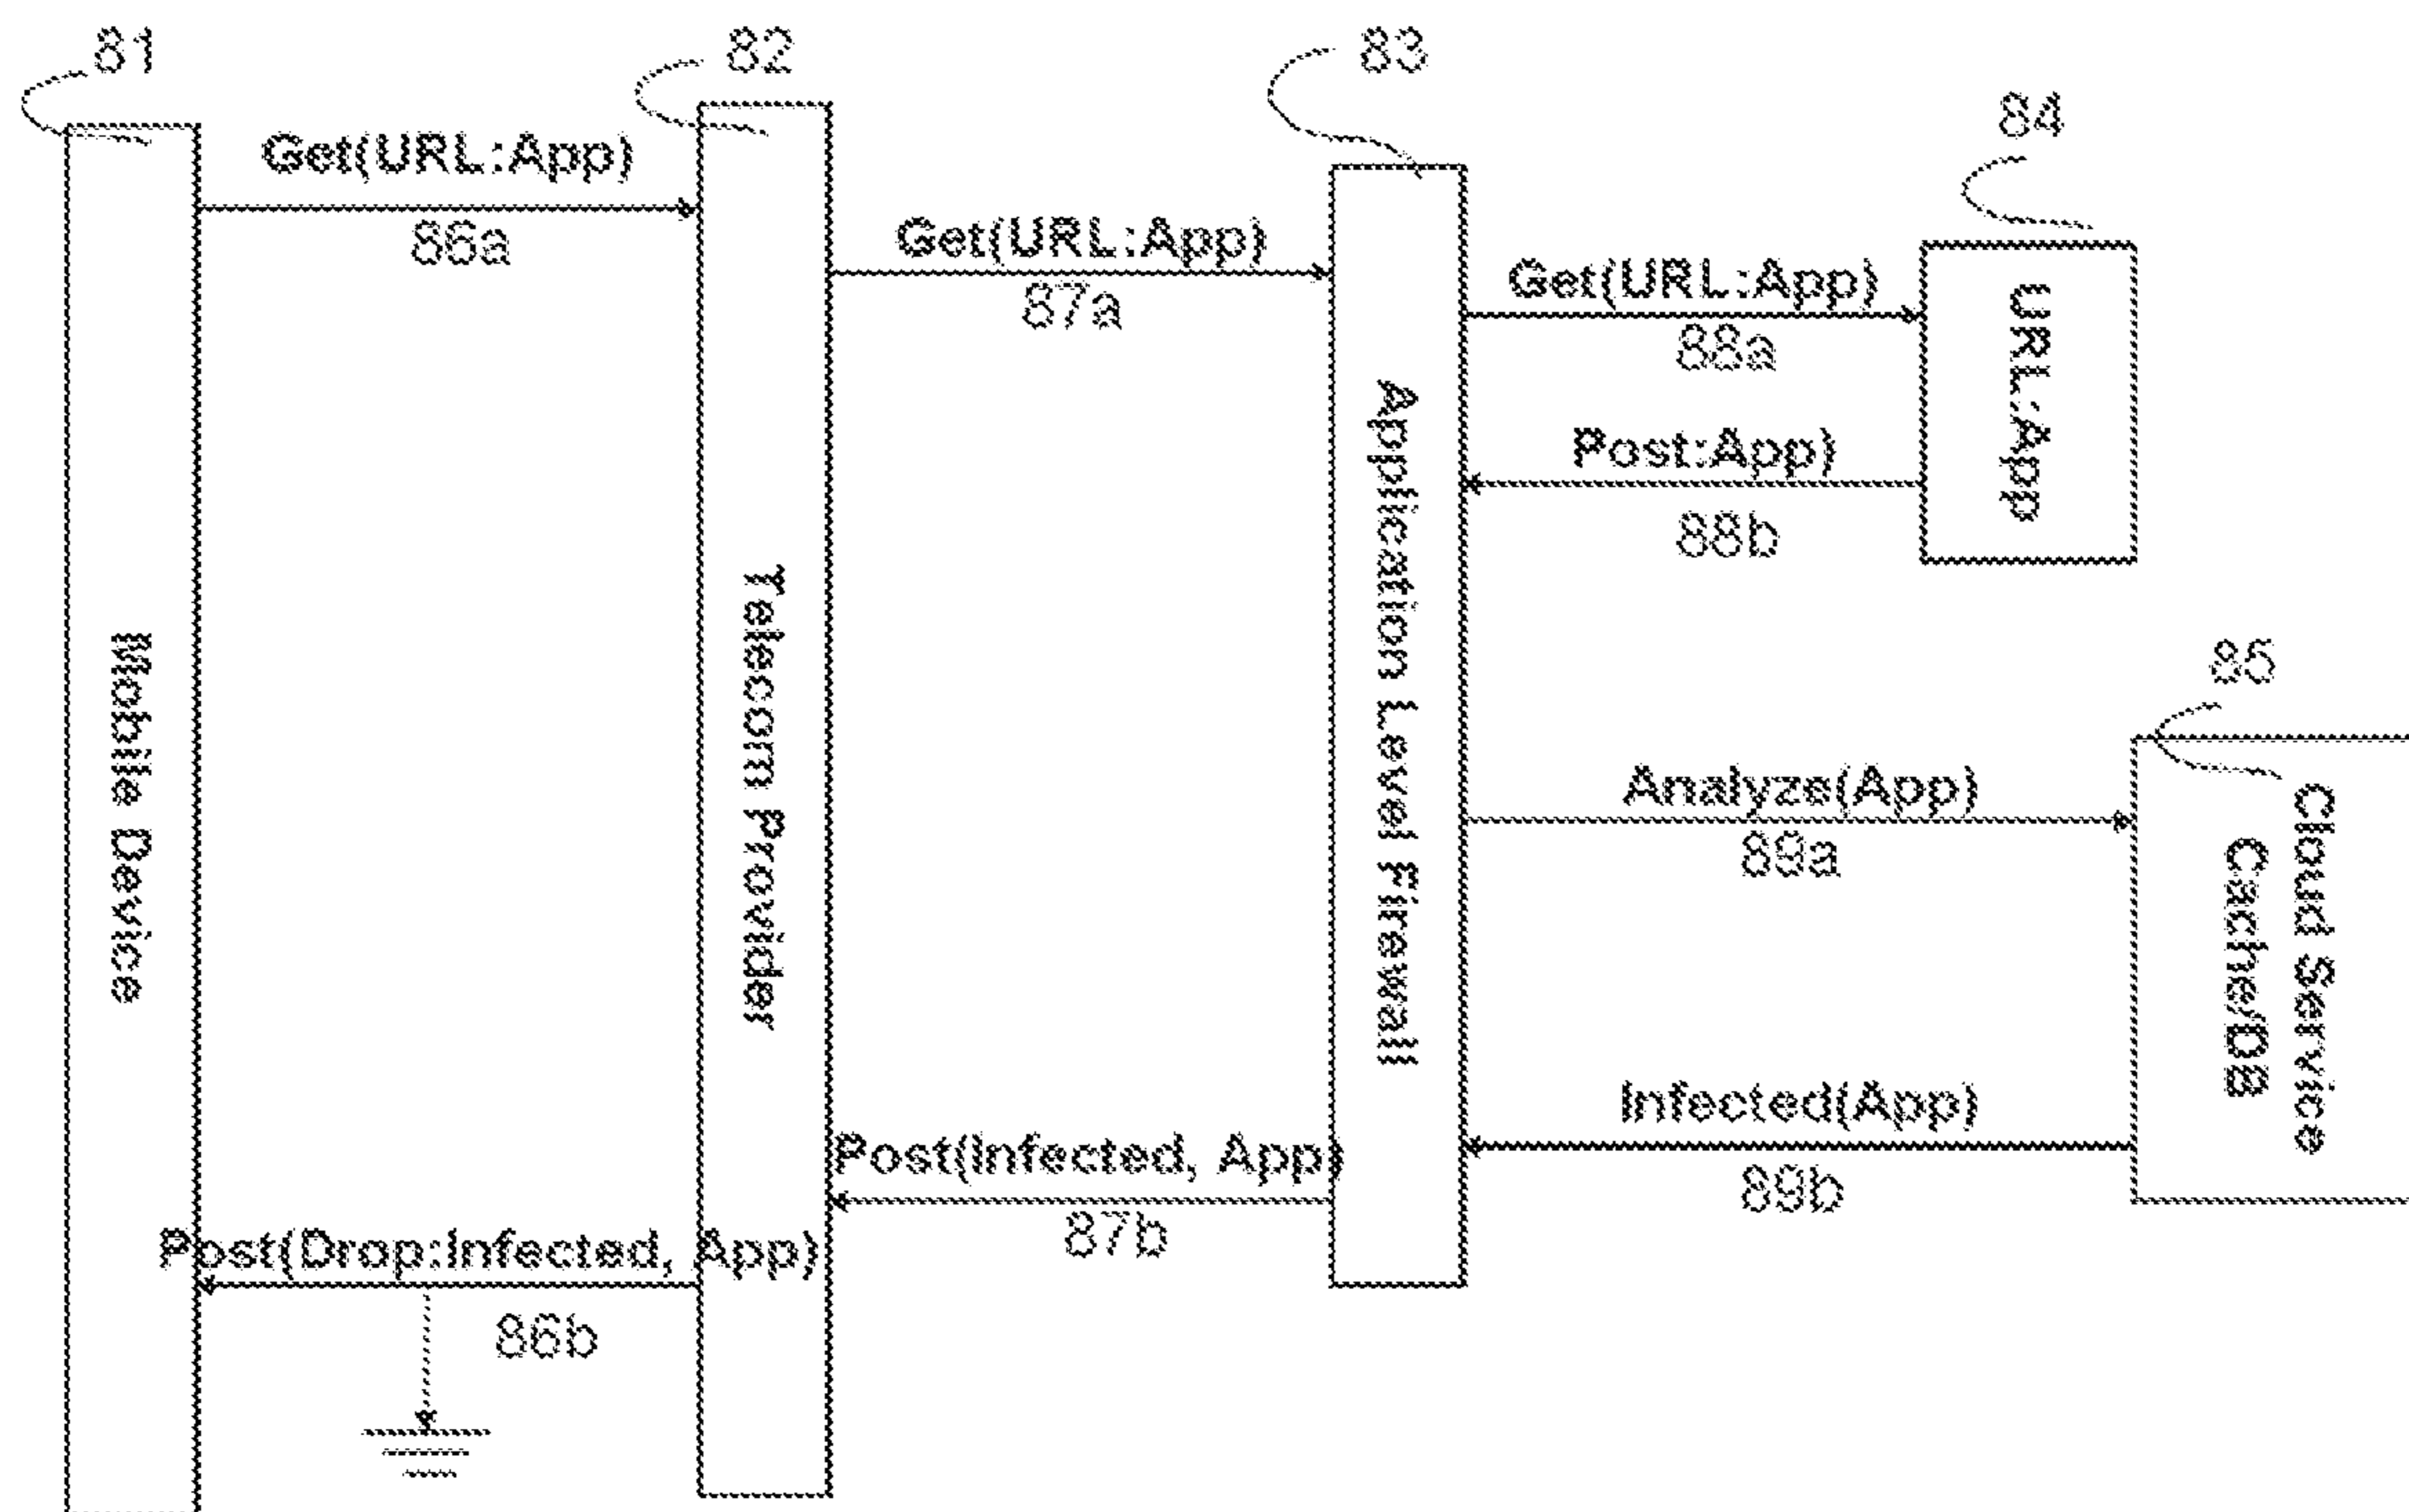 81
82
83
84
Get(URL:App)
86a
Get(URL:App)
87a
Get(URL:App)
88a
URL:App
Post:App)
88b
85
Mobile Device
Telecom Provider
Application Level Firewall
Analyze(App)
89a
Cloud Service
Cache/DB
Infected(App)
89b
Post(Infected, App)
87b
Post(Drop:Infected, App)
86b